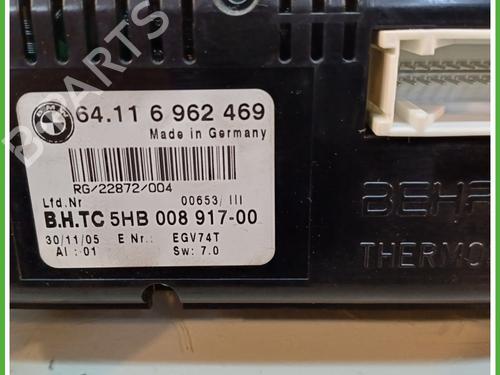 BMW
64.11 6 962 469
Made in Germany
RG/22872/004
Lfd.Nr 00653/ III
B.H.TC 5HB 008 917-00
30/11/05 E Nr.: EGV74T
AI : 01 Sw: 7.0
BEHR
THERMO